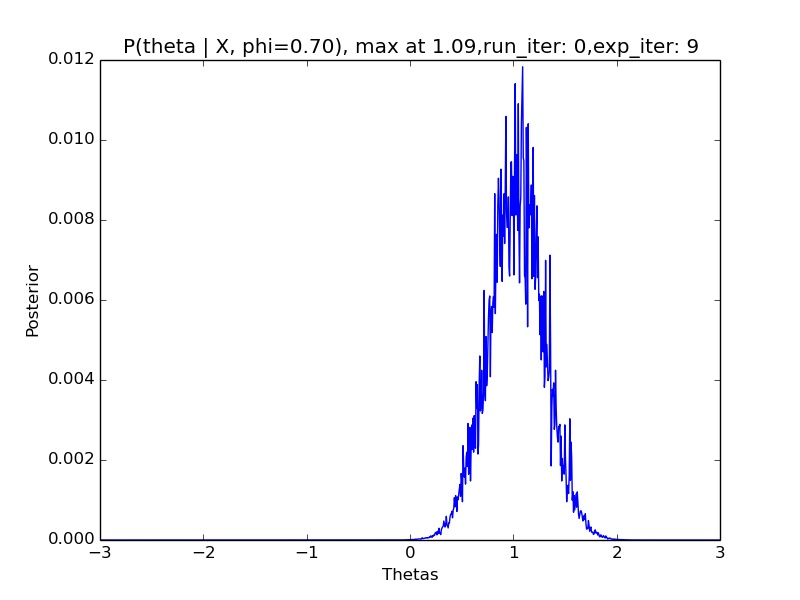 P(theta | X, phi=0.70), max at 1.09,run_iter: 0,exp_iter: 9
0.012
0.010
0.008
0.006
0.004
0.002
0.000
Posterior
−3 −2 −1 0 1 2 3
Thetas